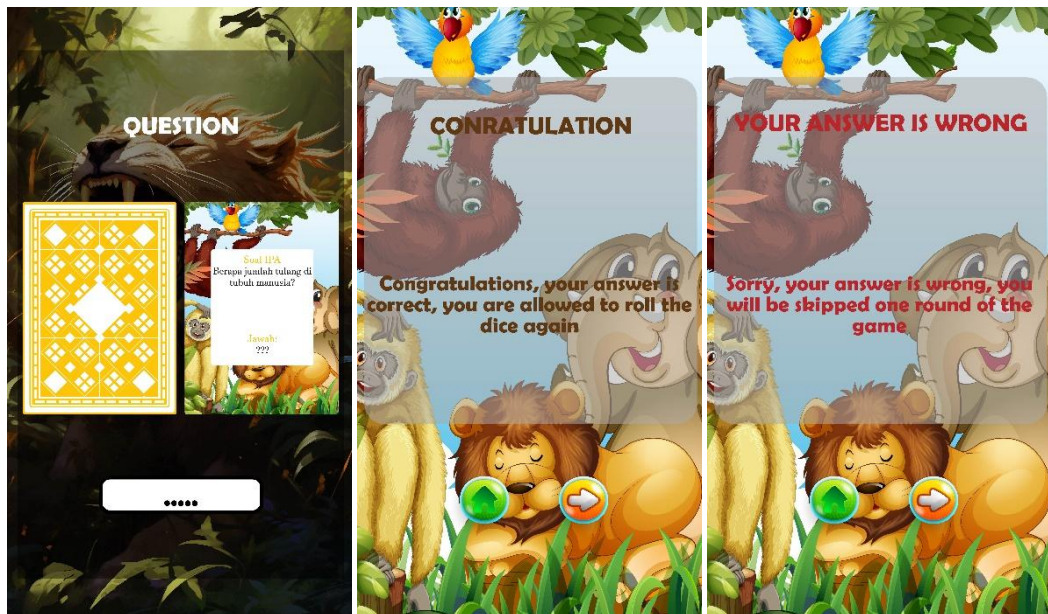 QUESTION
Soal IPA
Berapa jumlah tulang di
tubuh manusia?
Jawab:
???
•••••
CONRATULATION
Congratulations, your answer is
correct, you are allowed to roll the
dice again
YOUR ANSWER IS WRONG
Sorry, your answer is wrong, you
will be skipped one round of the
game